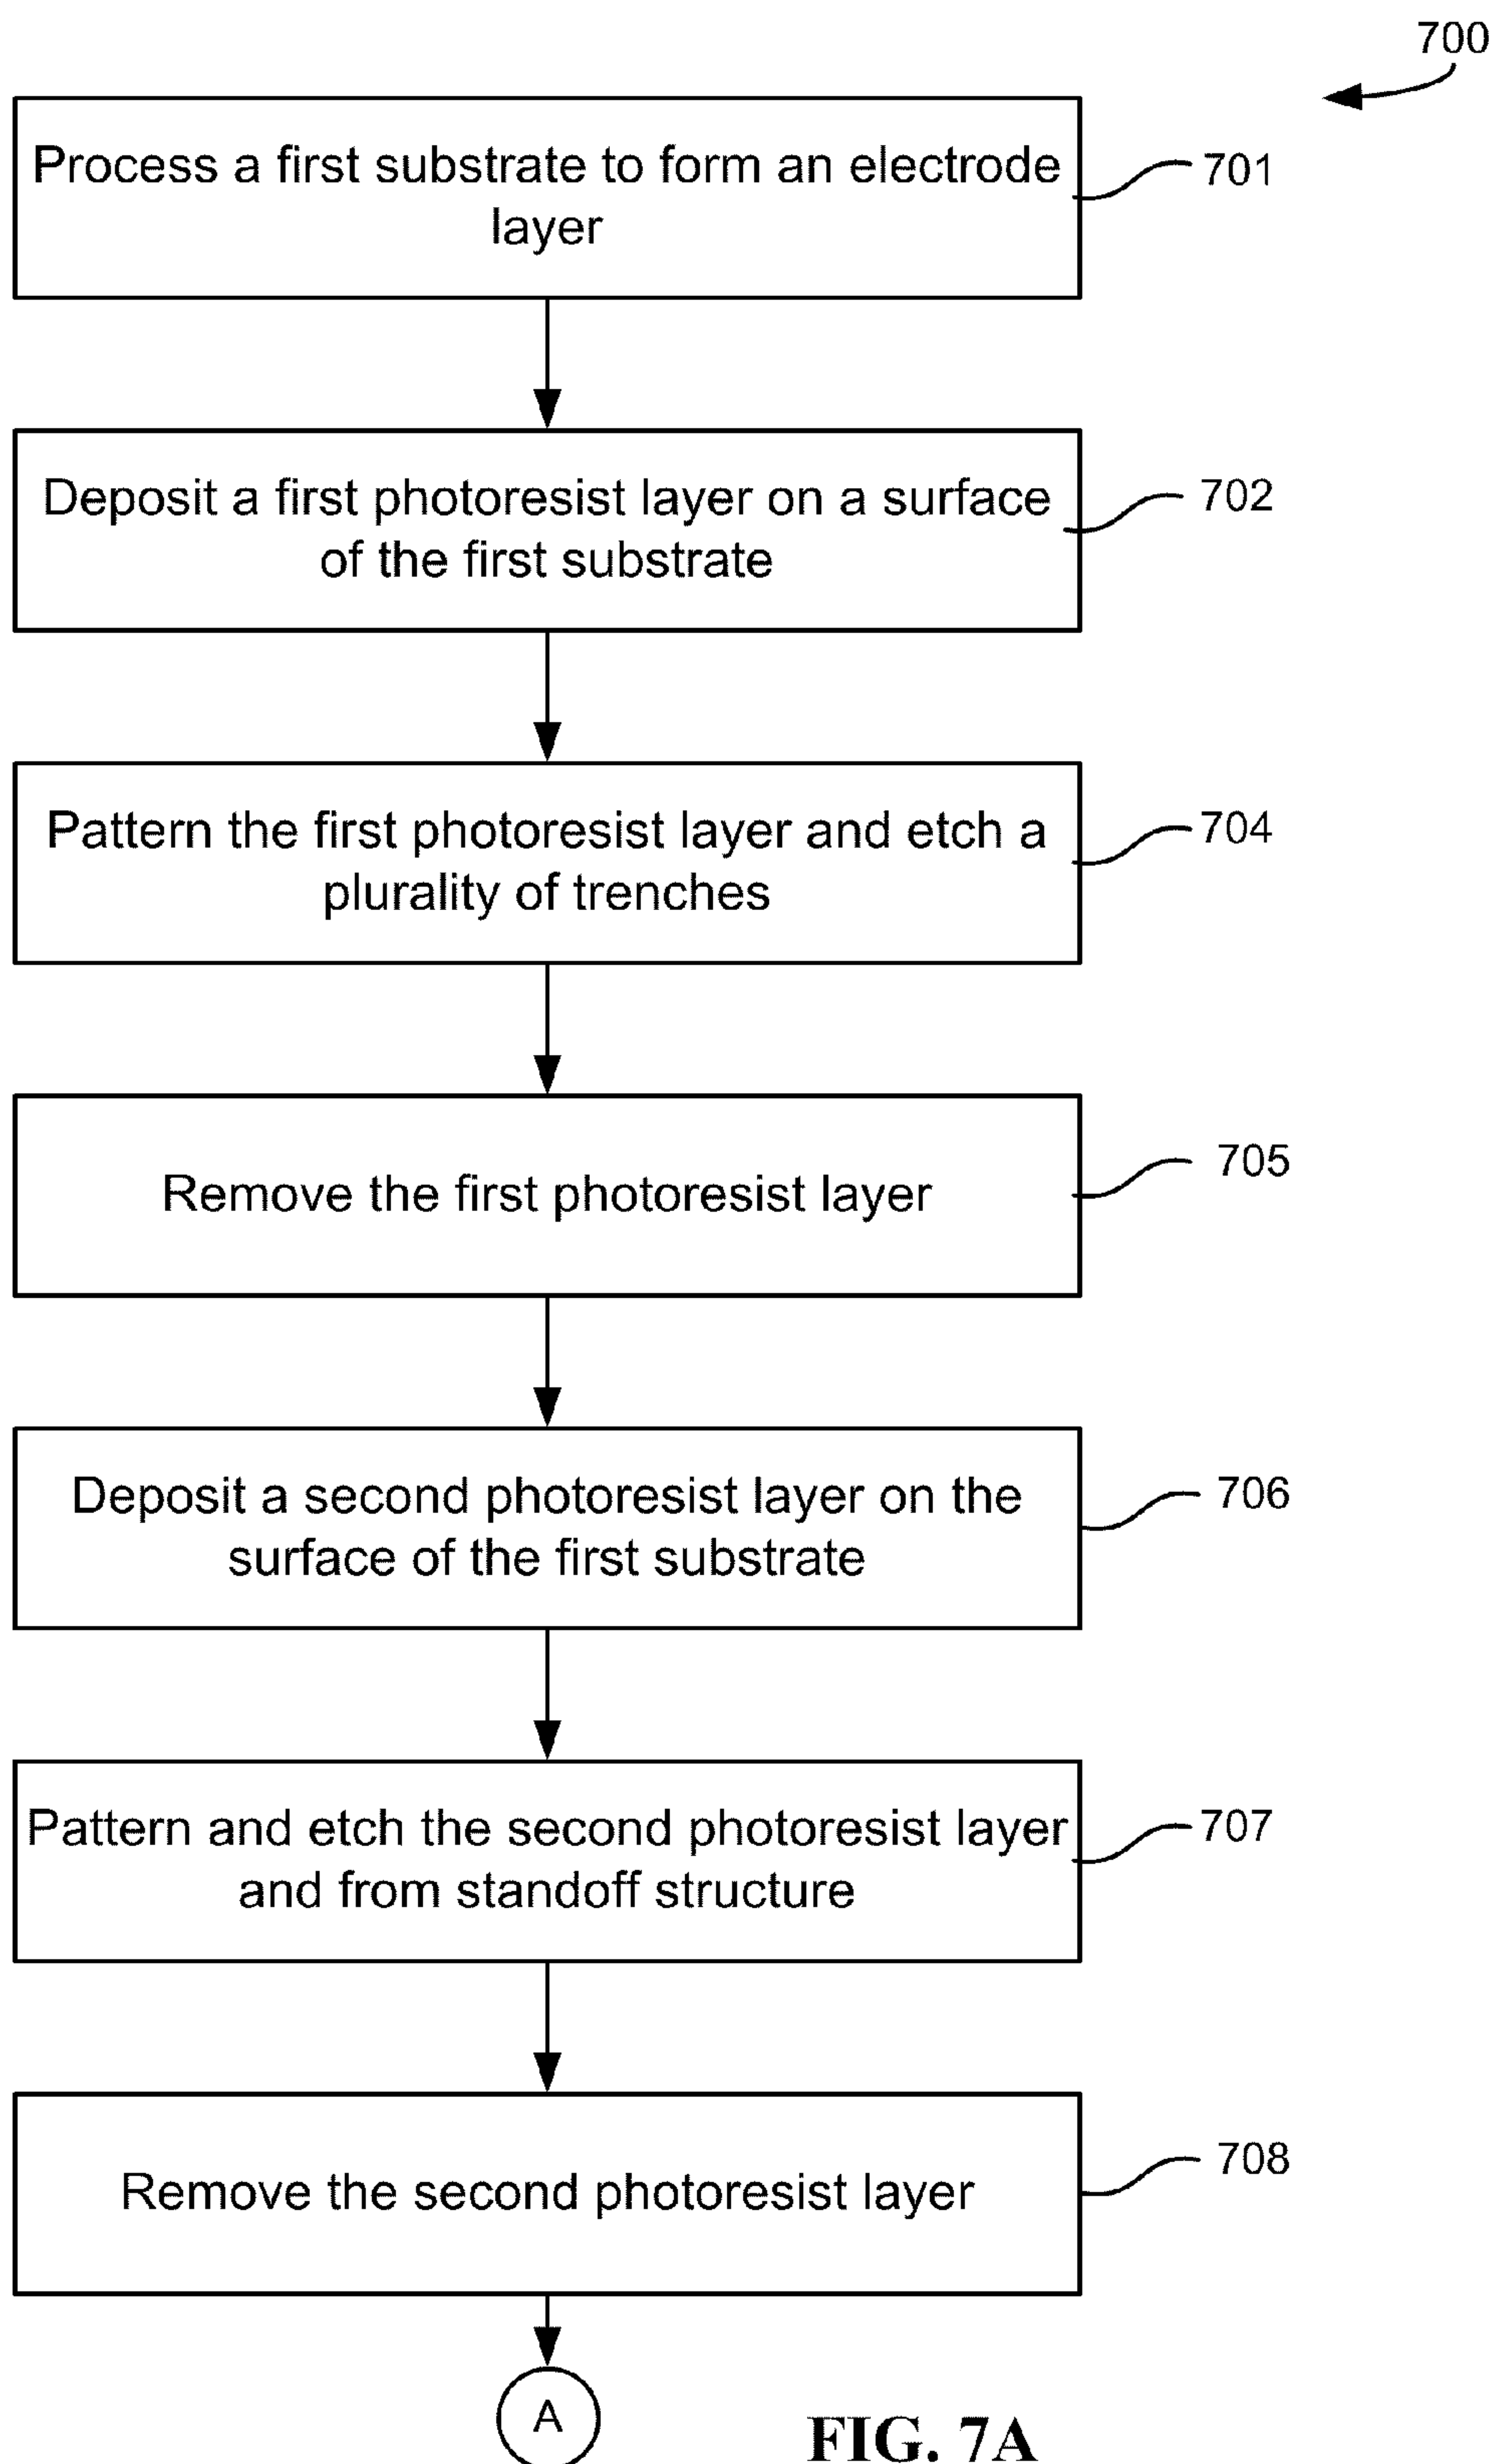 700
Process a first substrate to form an electrode
layer
701
Deposit a first photoresist layer on a surface
of the first substrate
702
Pattern the first photoresist layer and etch a
plurality of trenches
704
Remove the first photoresist layer
705
Deposit a second photoresist layer on the
surface of the first substrate
706
Pattern and etch the second photoresist layer
and from standoff structure
707
Remove the second photoresist layer
708
A
FIG. 7A